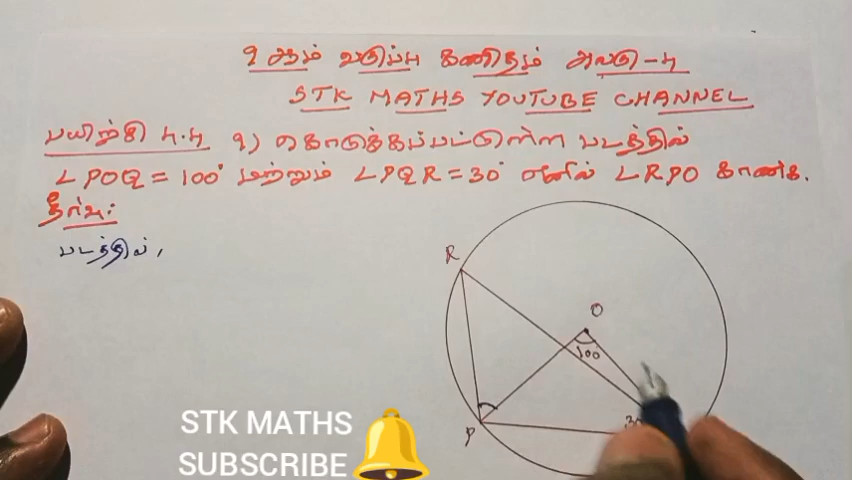 9 ஆம் வகுப்பு கணிதம் அலகு-4
STK MATHS YOUTUBE CHANNEL
பயிற்சி 4.4 9) கொடுக்கப்பட்டுள்ள படத்தில்
∠POQ = 100° மற்றும் ∠PQR = 30° எனில் ∠RPO காண்க.
தீர்வு:
படத்தில்,
R
O
100
P
30
STK MATHS
SUBSCRIBE